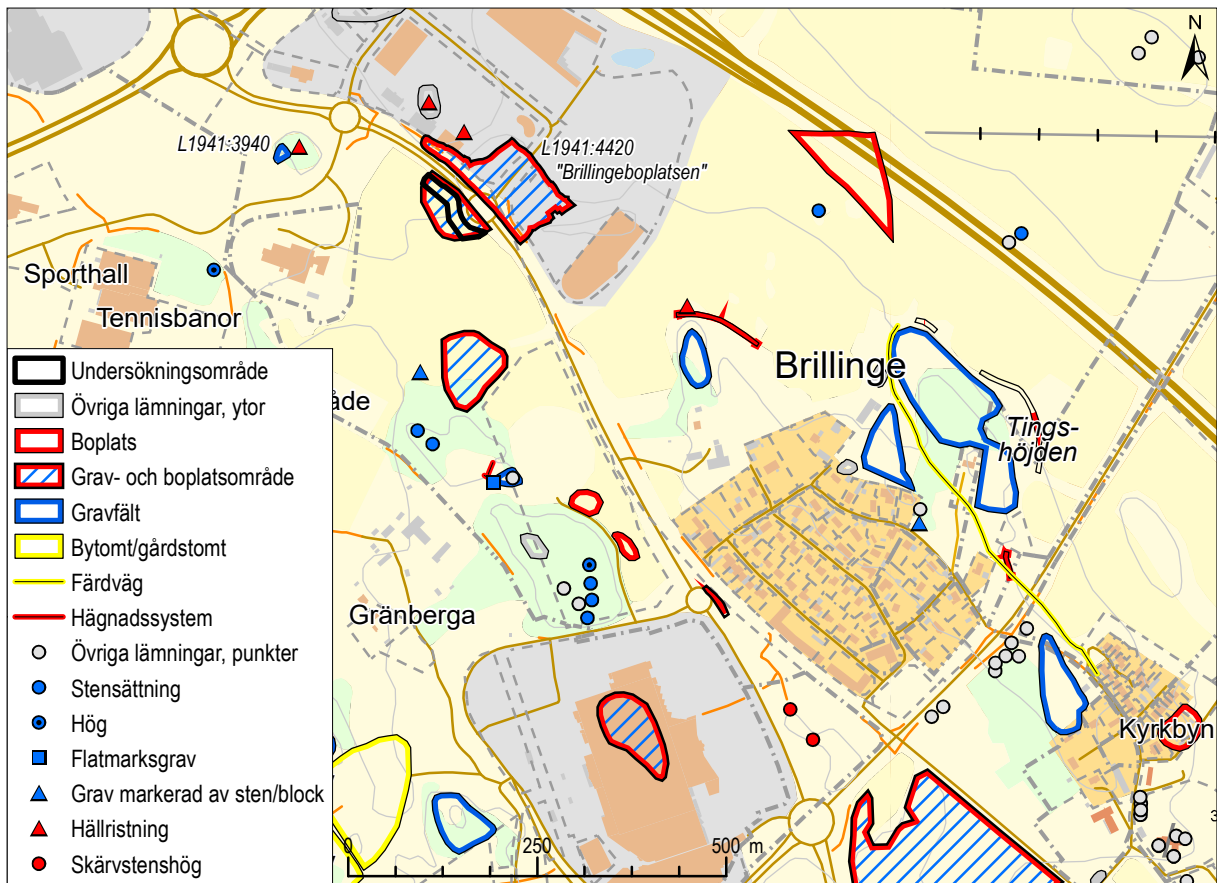 N
L1941:3940
L1941:4420
"Brillingeboplatsen"
Sporthall
Tennisbanor
Brillinge
Tings-
höjden
åde
Gränberga
Kyrkbyn
3
Undersökningsområde
Övriga lämningar, ytor
Boplats
Grav- och boplatsområde
Gravfält
Bytomt/gårdstomt
Färdväg
Hägnadssystem
Övriga lämningar, punkter
Stensättning
Hög
Flatmarksgrav
Grav markerad av sten/block
Hällristning
Skärvstenshög
0 250 500 m